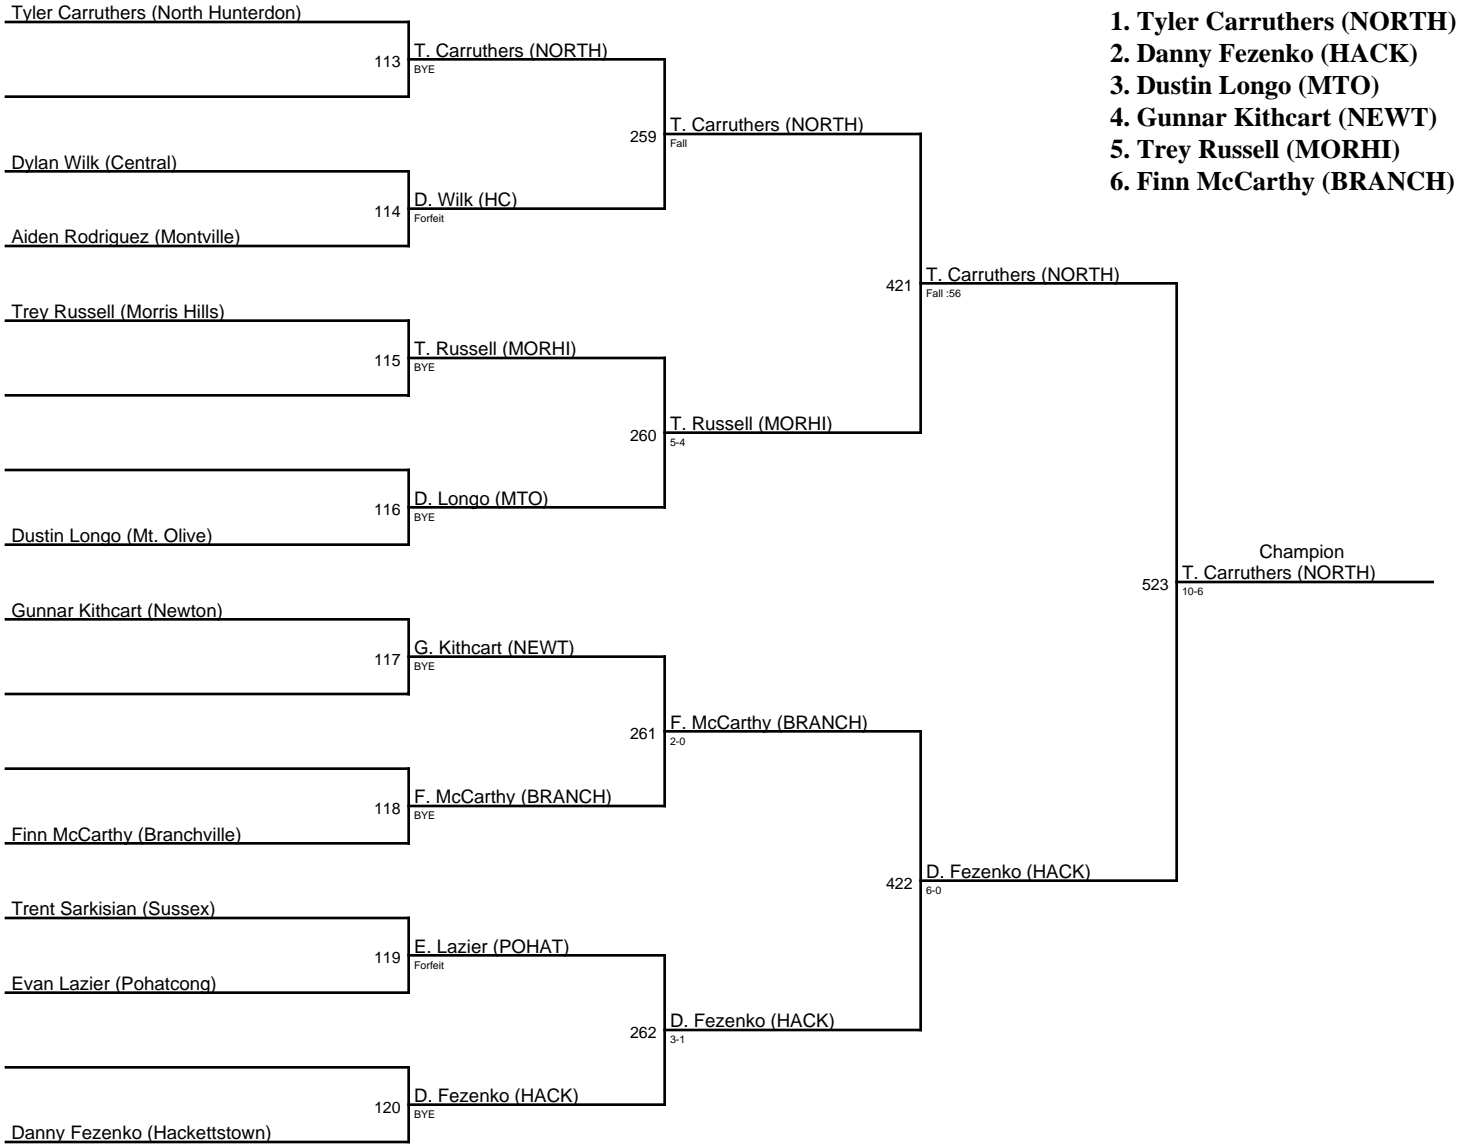 Tyler Carruthers (North Hunterdon)
113
T. Carruthers (NORTH)
BYE
259
T. Carruthers (NORTH)
Fall
Dylan Wilk (Central)
114
D. Wilk (HC)
Forfeit
Aiden Rodriguez (Montville)
421
T. Carruthers (NORTH)
Fall :56
Trey Russell (Morris Hills)
115
T. Russell (MORHI)
BYE
260
T. Russell (MORHI)
5-4
116
D. Longo (MTO)
BYE
Dustin Longo (Mt. Olive)
523
Champion
T. Carruthers (NORTH)
10-6
Gunnar Kithcart (Newton)
117
G. Kithcart (NEWT)
BYE
261
F. McCarthy (BRANCH)
2-0
118
F. McCarthy (BRANCH)
BYE
Finn McCarthy (Branchville)
422
D. Fezenko (HACK)
6-0
Trent Sarkisian (Sussex)
119
E. Lazier (POHAT)
Forfeit
Evan Lazier (Pohatcong)
262
D. Fezenko (HACK)
3-1
120
D. Fezenko (HACK)
BYE
Danny Fezenko (Hackettstown)
1. Tyler Carruthers (NORTH)
2. Danny Fezenko (HACK)
3. Dustin Longo (MTO)
4. Gunnar Kithcart (NEWT)
5. Trey Russell (MORHI)
6. Finn McCarthy (BRANCH)